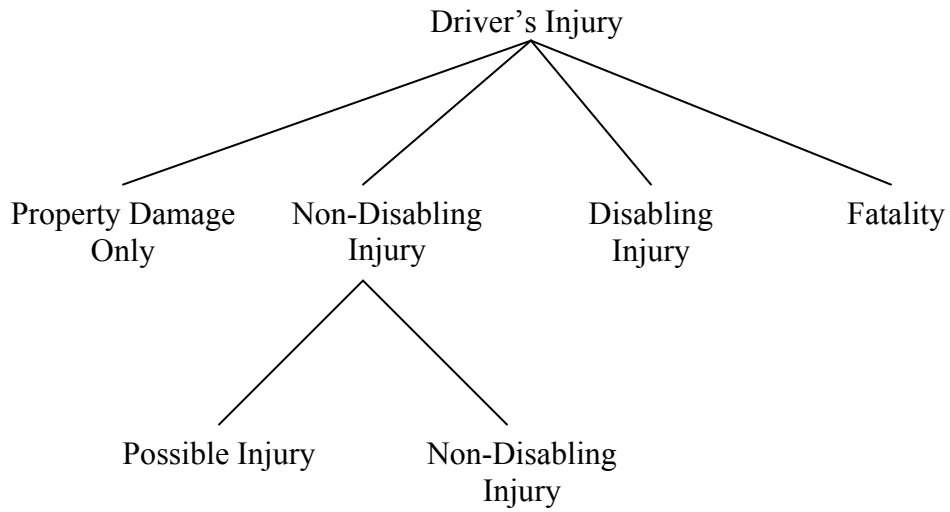 Driver’s Injury
Property Damage
Only
Non-Disabling
Injury
Disabling
Injury
Fatality
Possible Injury
Non-Disabling
Injury